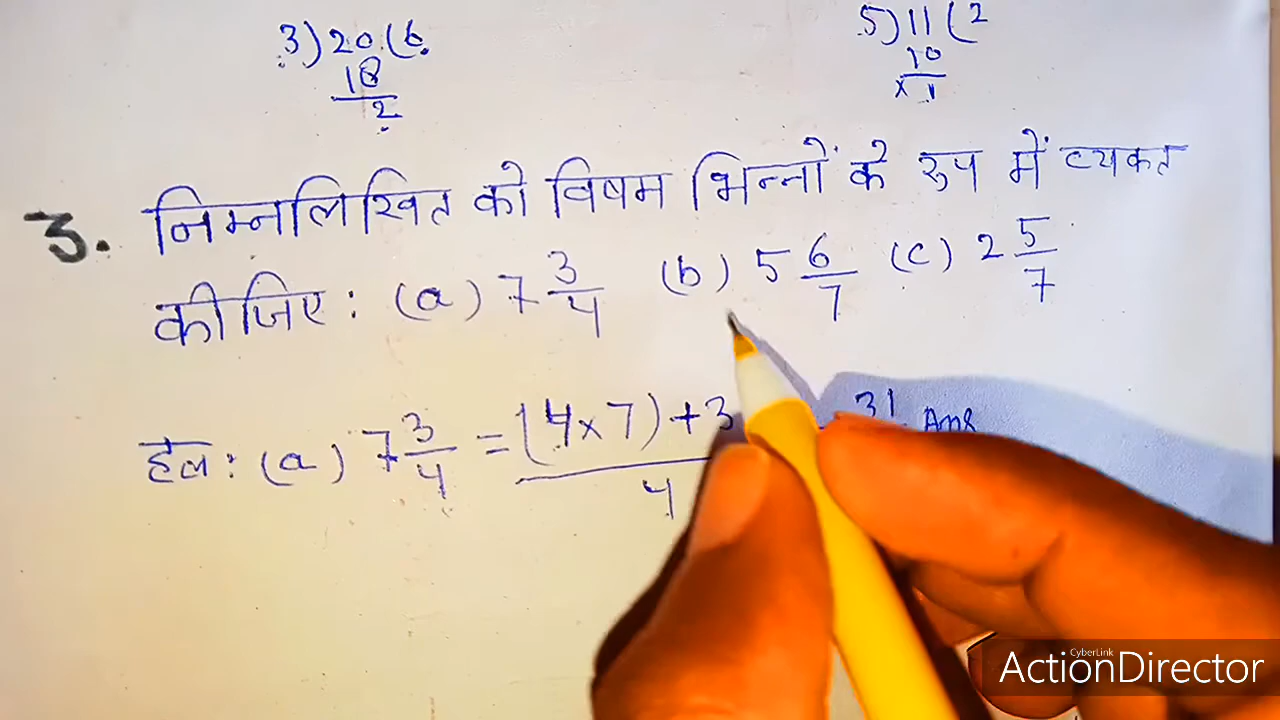 3)20(6 5)11(2
18 10
2 × 1
3. निम्नलिखित को विषम भिन्नों के रुप में व्यकत
कीजिए: (a) 7 3/4 (b) 5 6/7 (c) 2 5/7
हल: (a) 7 3/4 = (4×7)+3/4 31 Ans
CyberLink
ActionDirector